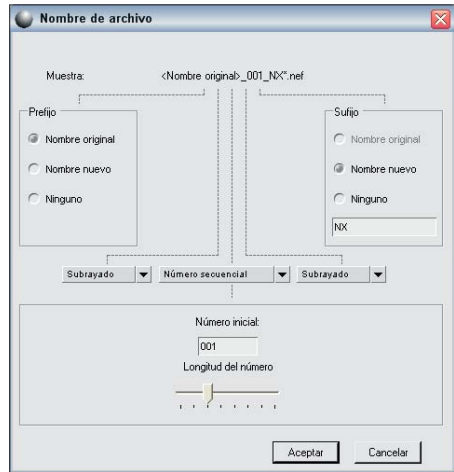 Nombre de archivo
Muestra: <Nombre original>_001_NX".nef
Prefijo
Nombre original
Nombre nuevo
Ninguno
Sufijo
Nombre original
Nombre nuevo
Ninguno
NX
Subrayado Número secuencial Subrayado
Número inicial:
001
Longitud del número
Aceptar Cancelar